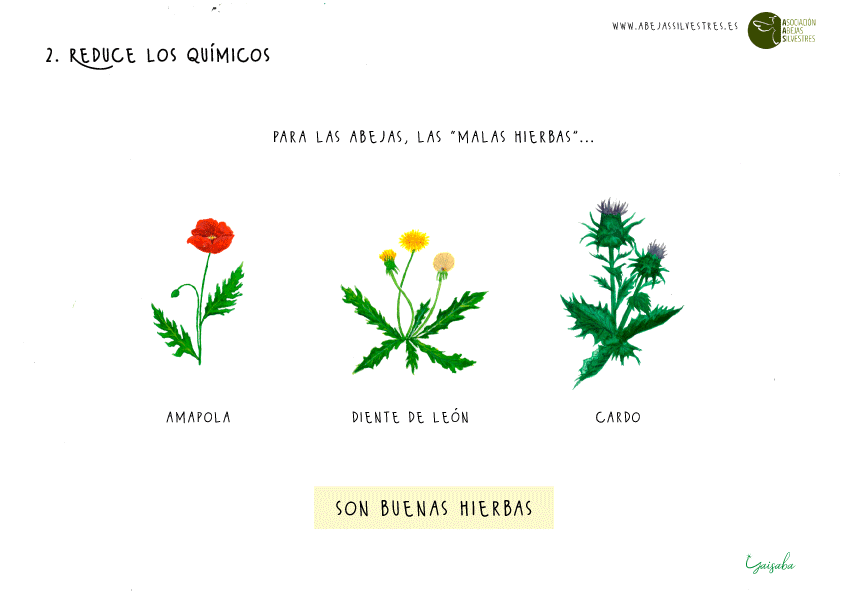 WWW.ABEJASSILVESTRES.ES
ASOCIACIÓN
ABEJAS
SILVESTRES
2. REDUCE LOS QUÍMICOS
PARA LAS ABEJAS, LAS "MALAS HIERBAS"...
AMAPOLA
DIENTE DE LEÓN
CARDO
SON BUENAS HIERBAS
Gaisaba